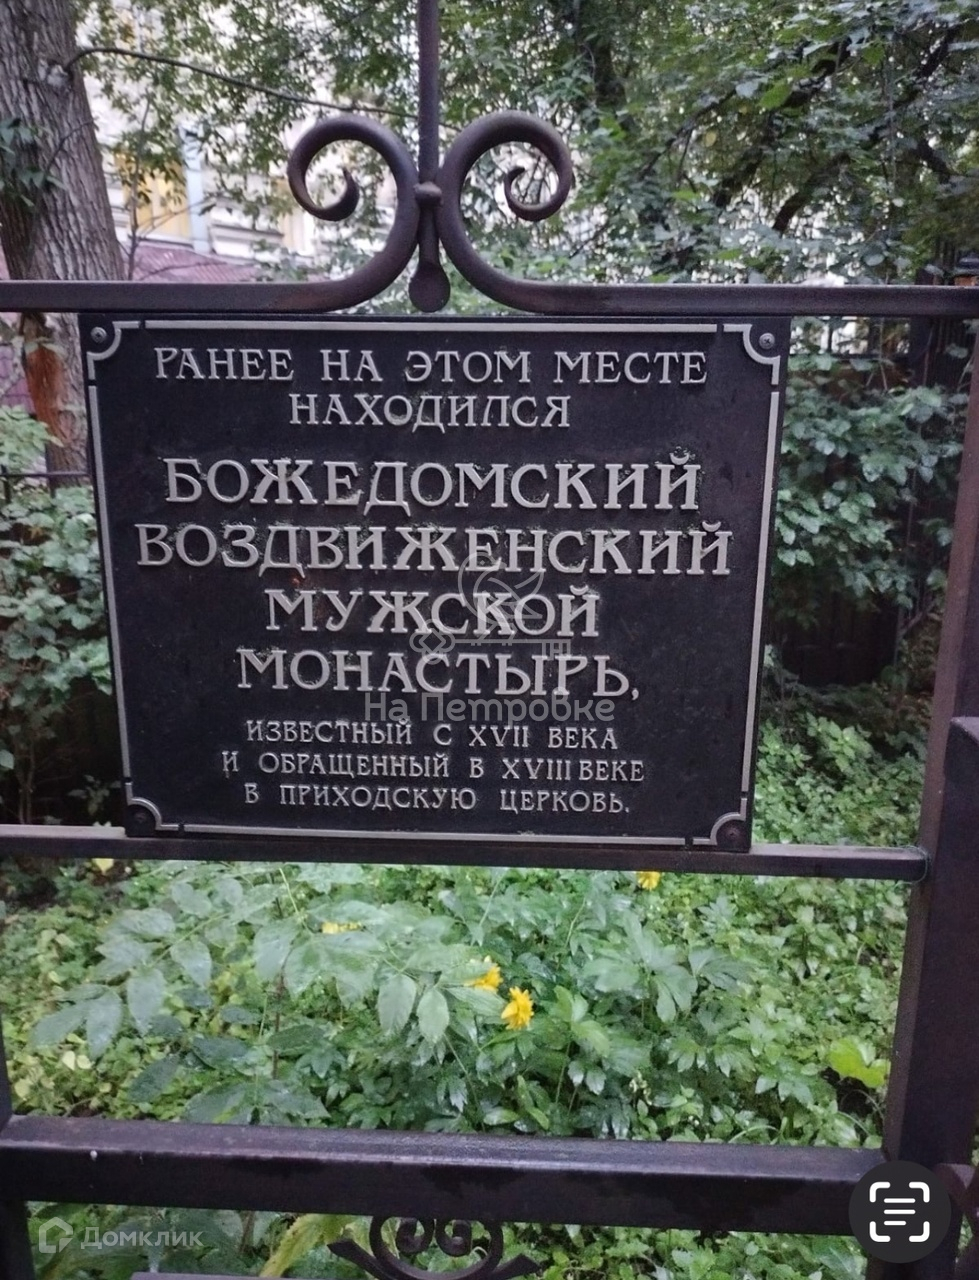 РАНЕЕ НА ЭТОМ МЕСТЕ
НАХОДИЛСЯ
БОЖЕДОМСКИЙ
ВОЗДВИЖЕНСКИЙ
МУЖСКОЙ
МОНАСТЫРЬ,
На Петровке
ИЗВЕСТНЫЙ С XVII ВЕКА
И ОБРАЩЕННЫЙ В XVIII ВЕКЕ
В ПРИХОДСКУЮ ЦЕРКОВЬ.
Домклик